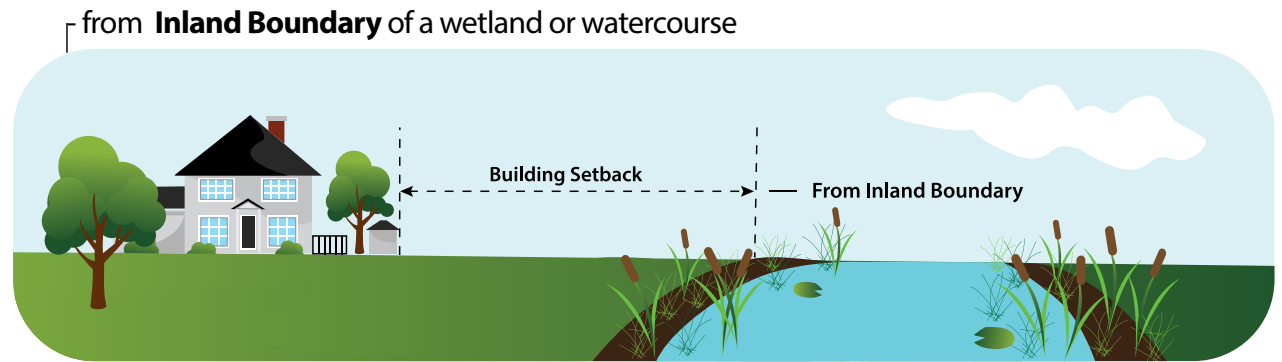 from Inland Boundary of a wetland or watercourse
Building Setback
From Inland Boundary